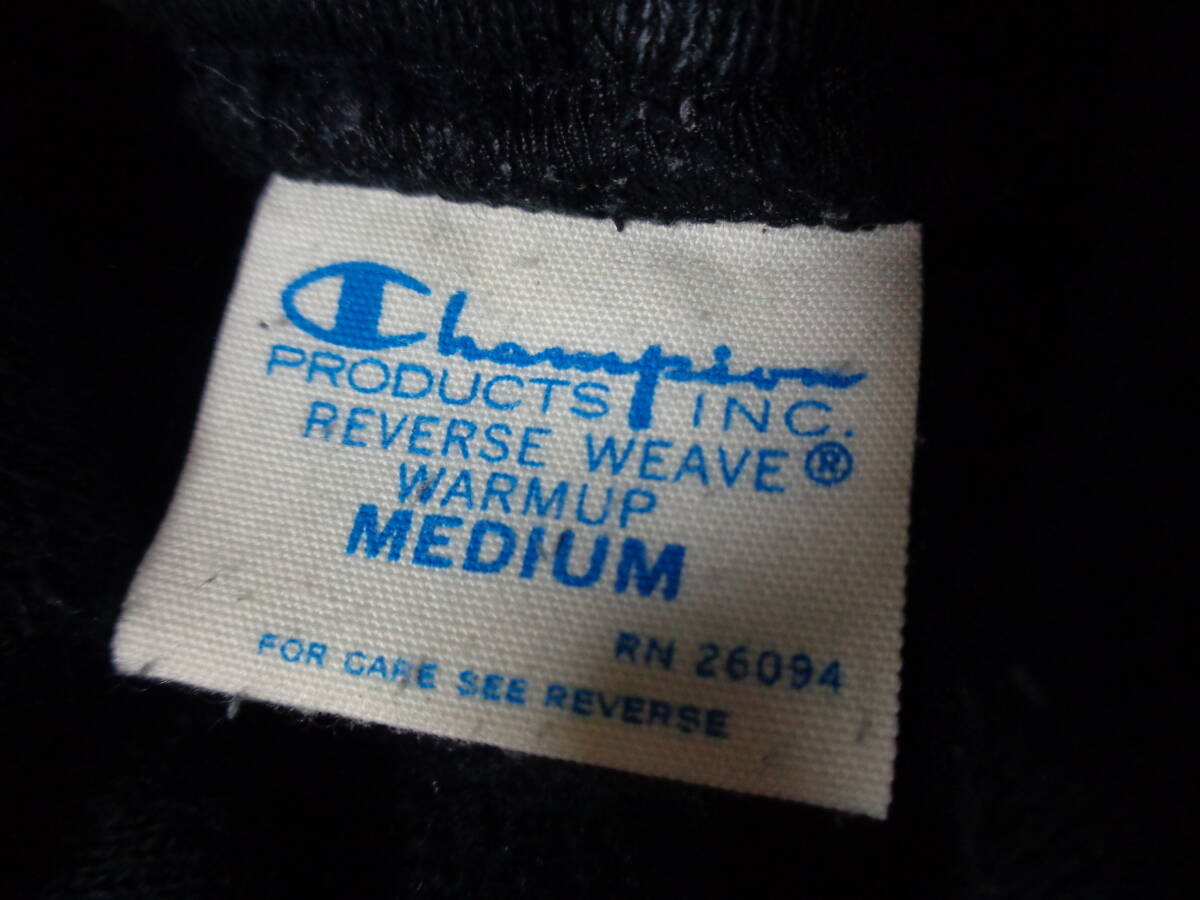 Champion
PRODUCTS INC.
REVERSE WEAVE®
WARMUP
MEDIUM
RN 26094
FOR CARE SEE REVERSE